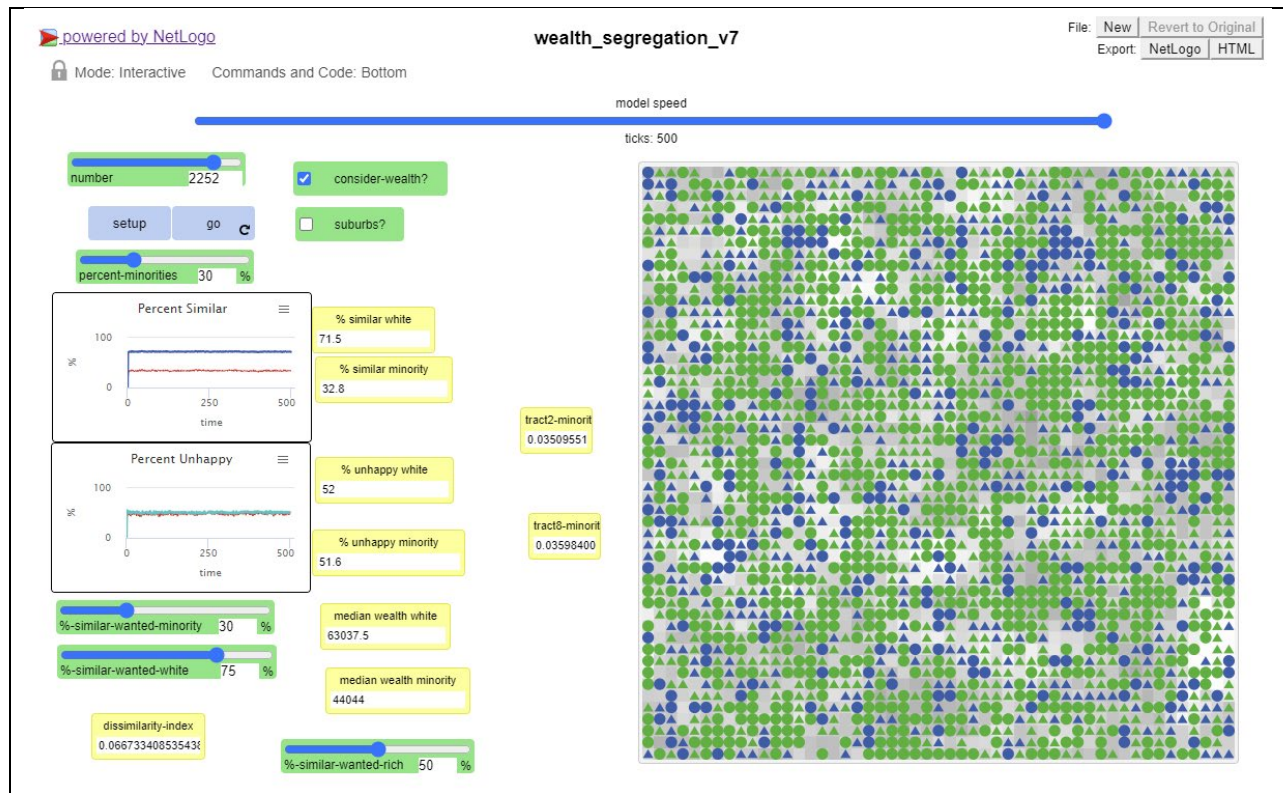 powered by NetLogo
wealth_segregation_v7
File: New Revert to Original
Export: NetLogo HTML
Mode: Interactive Commands and Code: Bottom
model speed
ticks: 500
number 2252
consider-wealth?
setup go
suburbs?
percent-minorities 30 %
Percent Similar
100
%
0
0 250 500
time
% similar white
71.5
% similar minority
32.8
tract2-minorit
0.03509551
Percent Unhappy
100
%
0
0 250 500
time
% unhappy white
52
% unhappy minority
51.6
tract8-minorit
0.03598400
%-similar-wanted-minority 30 %
%-similar-wanted-white 75 %
median wealth white
63037.5
median wealth minority
44044
dissimilarity-index
0.066733408535438
%-similar-wanted-rich 50 %